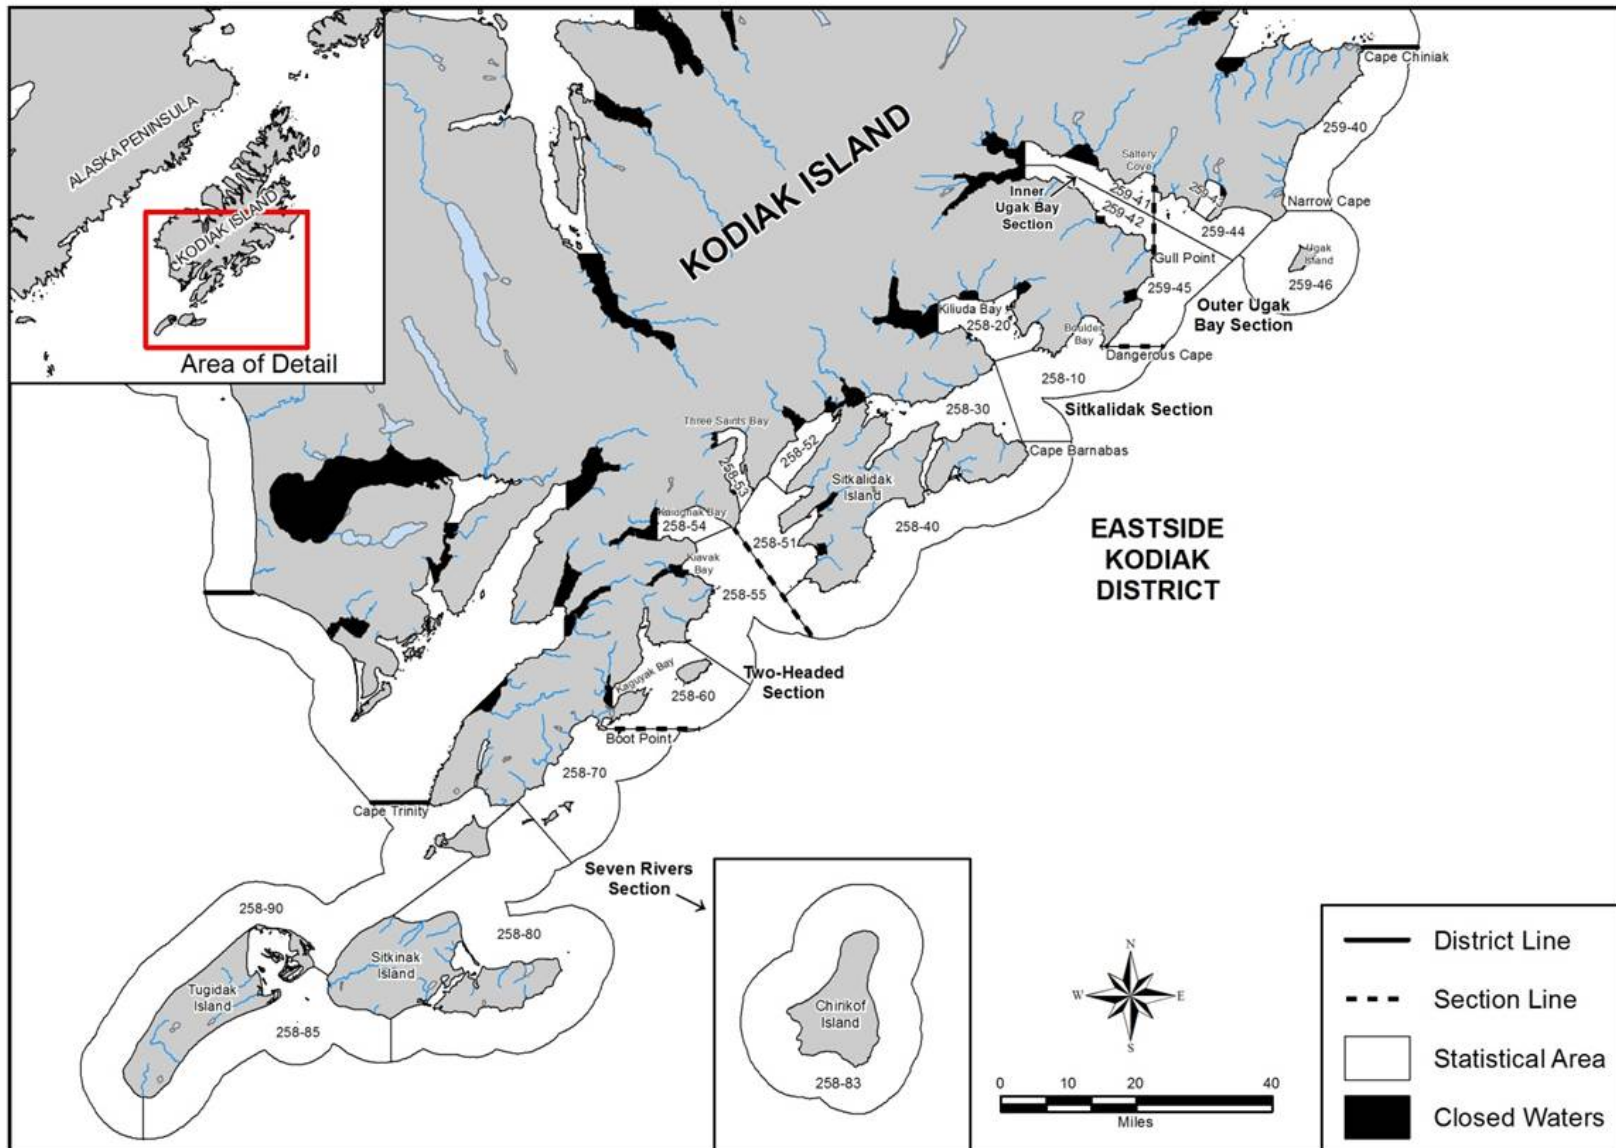 ALASKA PENINSULA
KODIAK ISLAND
Area of Detail
KODIAK ISLAND
Cape Chiniak
259-40
Narrow Cape
Saltery
Cove
Inner
Ugak Bay
Section
259-41
259-42
259-43
259-44
Gull Point
Ugak
Island
259-46
259-45
Outer Ugak
Bay Section
Kiliuda Bay
258-20
Boulder
Bay
Dangerous Cape
258-10
Sitkalidak Section
258-30
Cape Barnabas
Three Saints Bay
258-52
258-53
Sitkalidak
Island
258-40
EASTSIDE
KODIAK
DISTRICT
Kaiugnak Bay
258-54
258-51
Kiavak
Bay
258-55
Two-Headed
Section
Kaguyak Bay
258-60
Boot Point
258-70
Cape Trinity
Seven Rivers
Section
258-90
258-80
Sitkinak
Island
Tugidak
Island
258-85
Chirikof
Island
258-83
N
W
E
S
0 10 20 40
Miles
District Line
Section Line
Statistical Area
Closed Waters